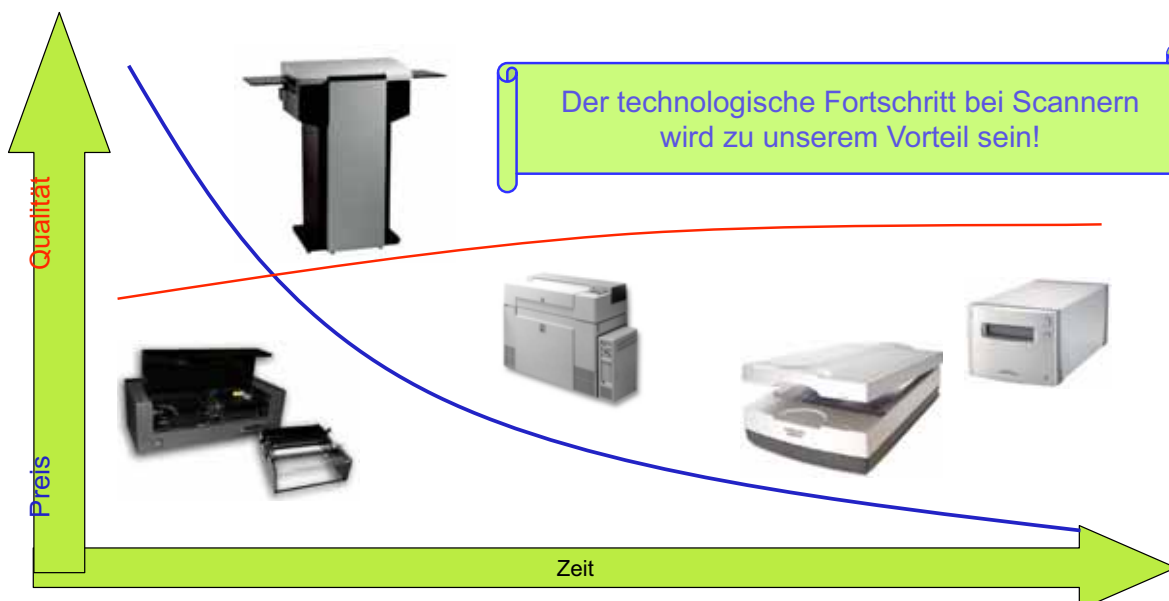 Der technologische Fortschritt bei Scannern
wird zu unserem Vorteil sein!
Qualität
Preis
Zeit